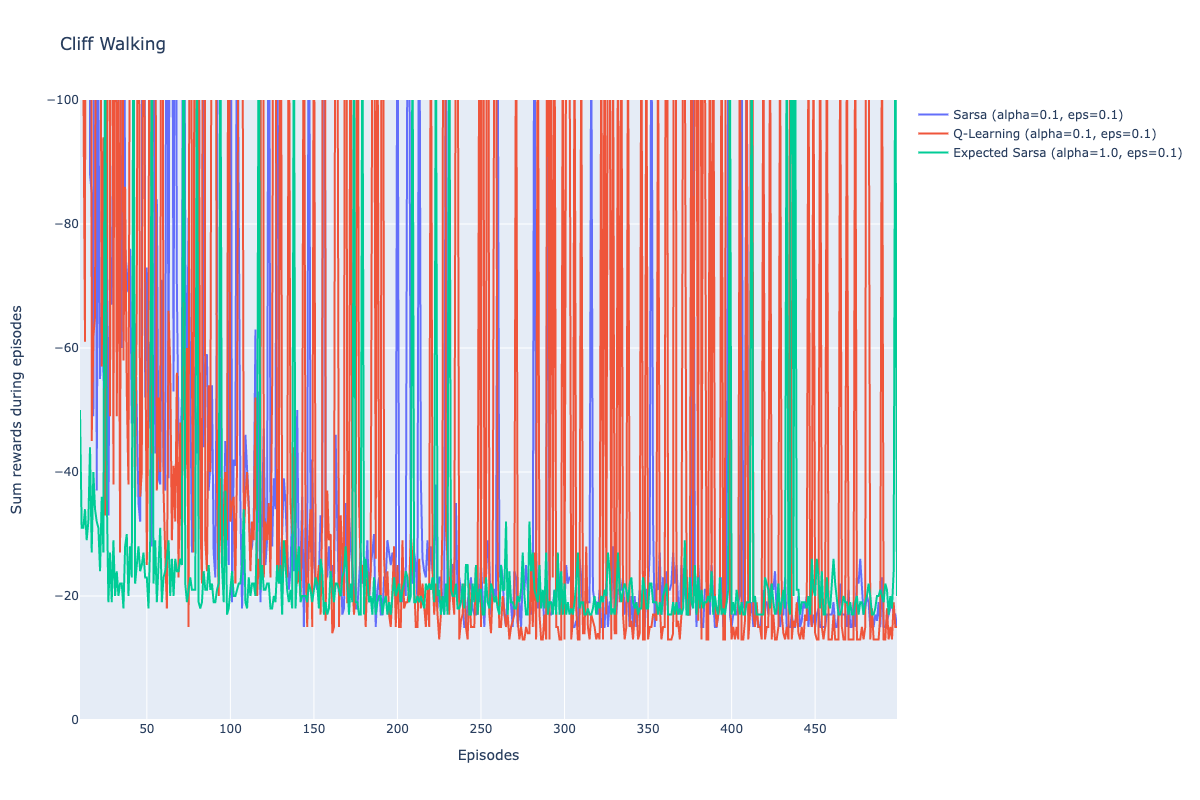 Cliff Walking
Sum rewards during episodes
−100
−80
−60
−40
−20
0
50
100
150
200
250
300
350
400
450
Episodes
Sarsa (alpha=0.1, eps=0.1)
Q-Learning (alpha=0.1, eps=0.1)
Expected Sarsa (alpha=1.0, eps=0.1)